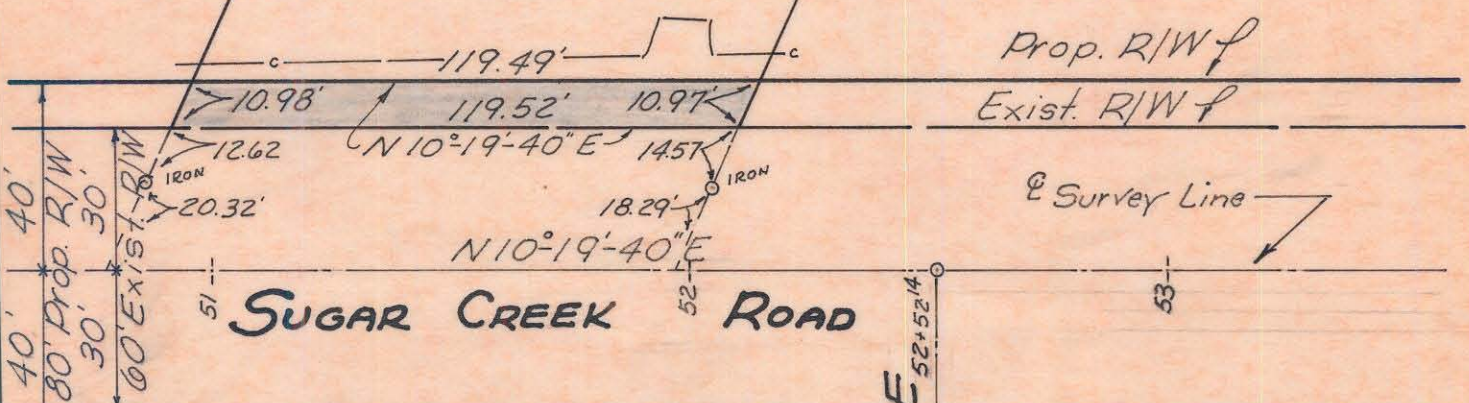 Prop. R/W
119.49'
c
c
10.98'
119.52'
10.97'
Exist. R/W
N 10°-19'-40" E
12.62
14.57
IRON
IRON
20.32'
18.29'
℄ Survey Line
N 10°-19'-40" E
51
52
53
SUGAR CREEK ROAD
52+52.14
E
40'
40'
80' Prop. R/W
30'
30'
60' Exist. R/W